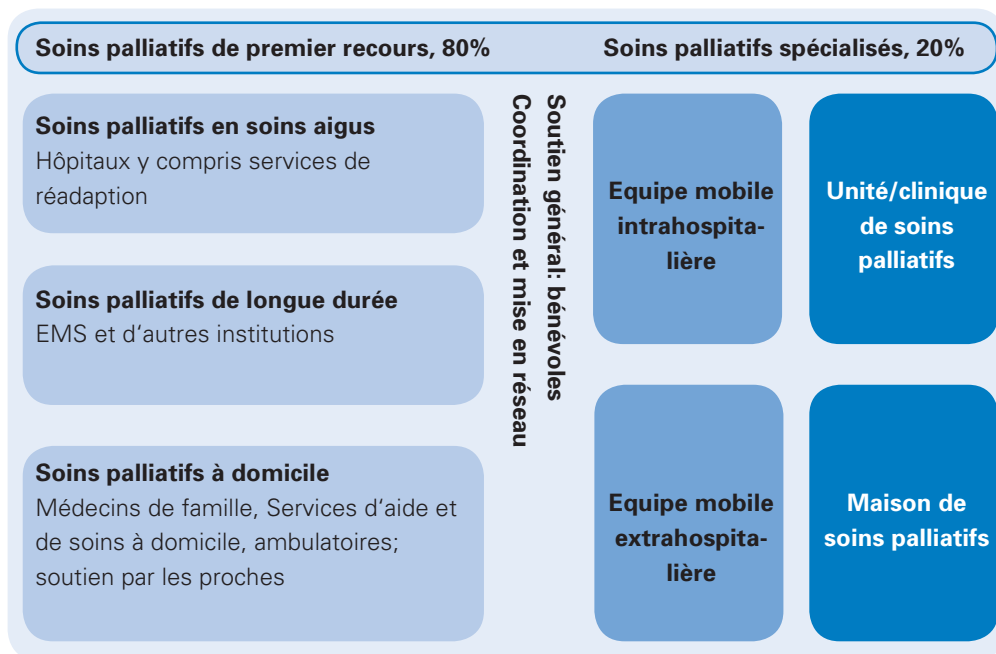 Soins palliatifs de premier recours, 80%
Soins palliatifs spécialisés, 20%
Soins palliatifs en soins aigus
Hôpitaux y compris services de
réadaption
Soins palliatifs de longue durée
EMS et d'autres institutions
Soins palliatifs à domicile
Médecins de famille, Services d'aide et
de soins à domicile, ambulatoires;
soutien par les proches
Soutien général: bénévoles
Coordination et mise en réseau
Equipe mobile
intrahospita-
lière
Unité/clinique
de soins
palliatifs
Equipe mobile
extrahospita-
lière
Maison de
soins palliatifs